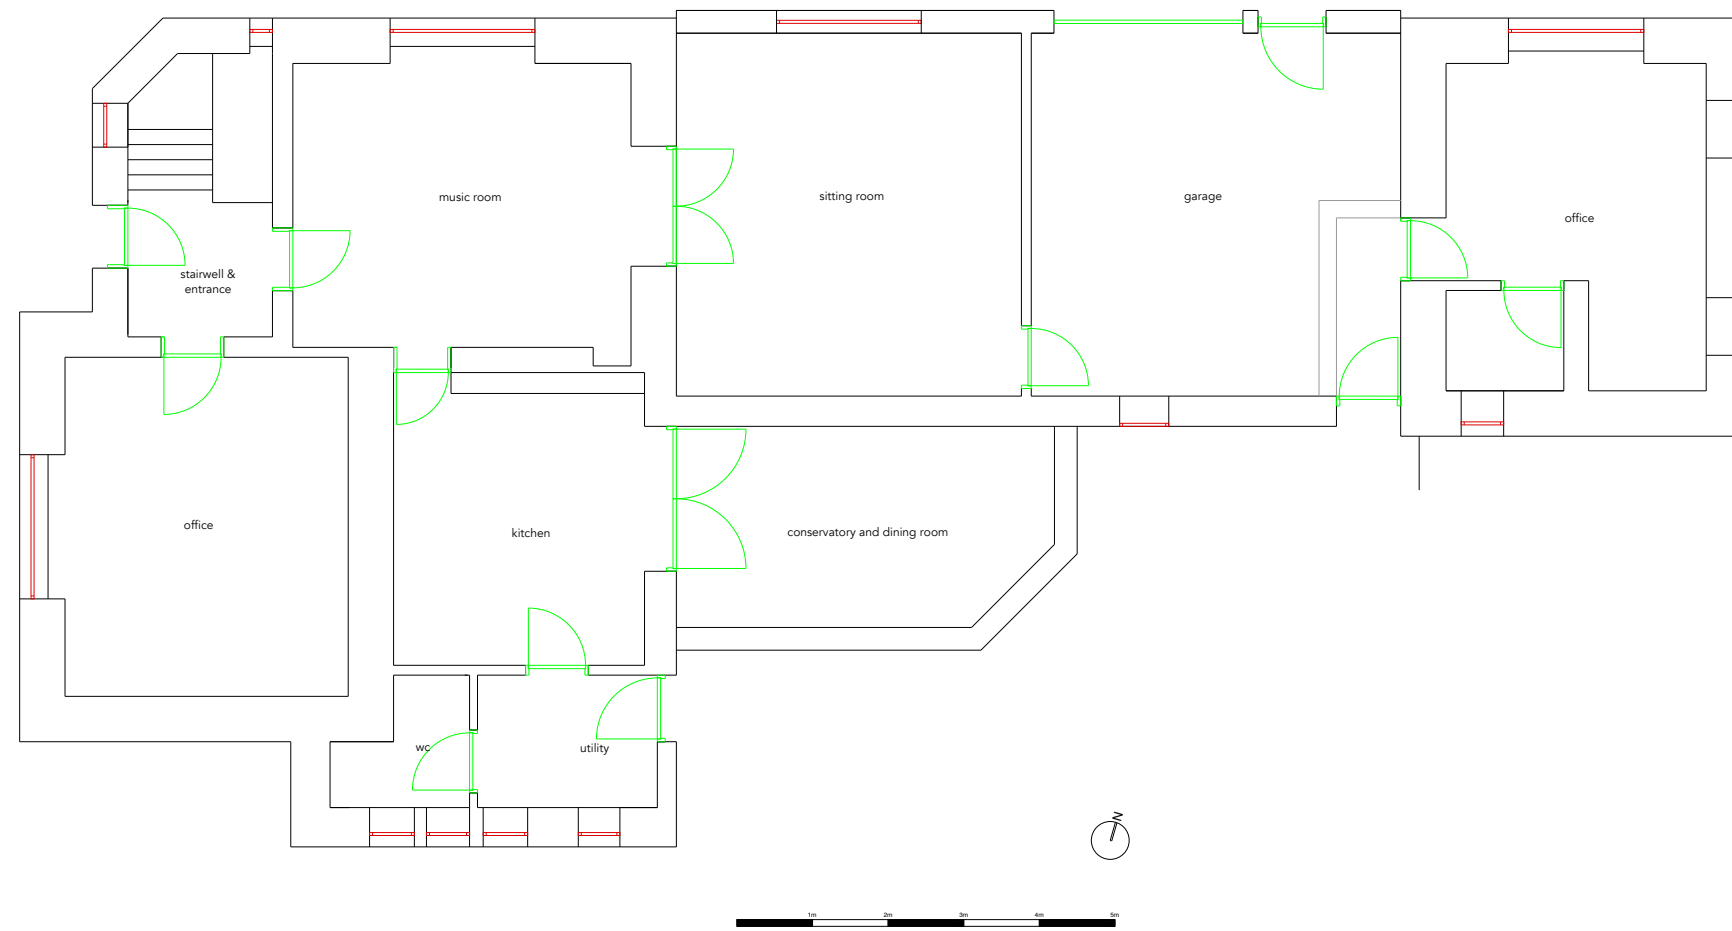 music room
sitting room
garage
office
stairwell &
entrance
office
kitchen
conservatory and dining room
wc
utility
N
1m 2m 3m 4m 5m